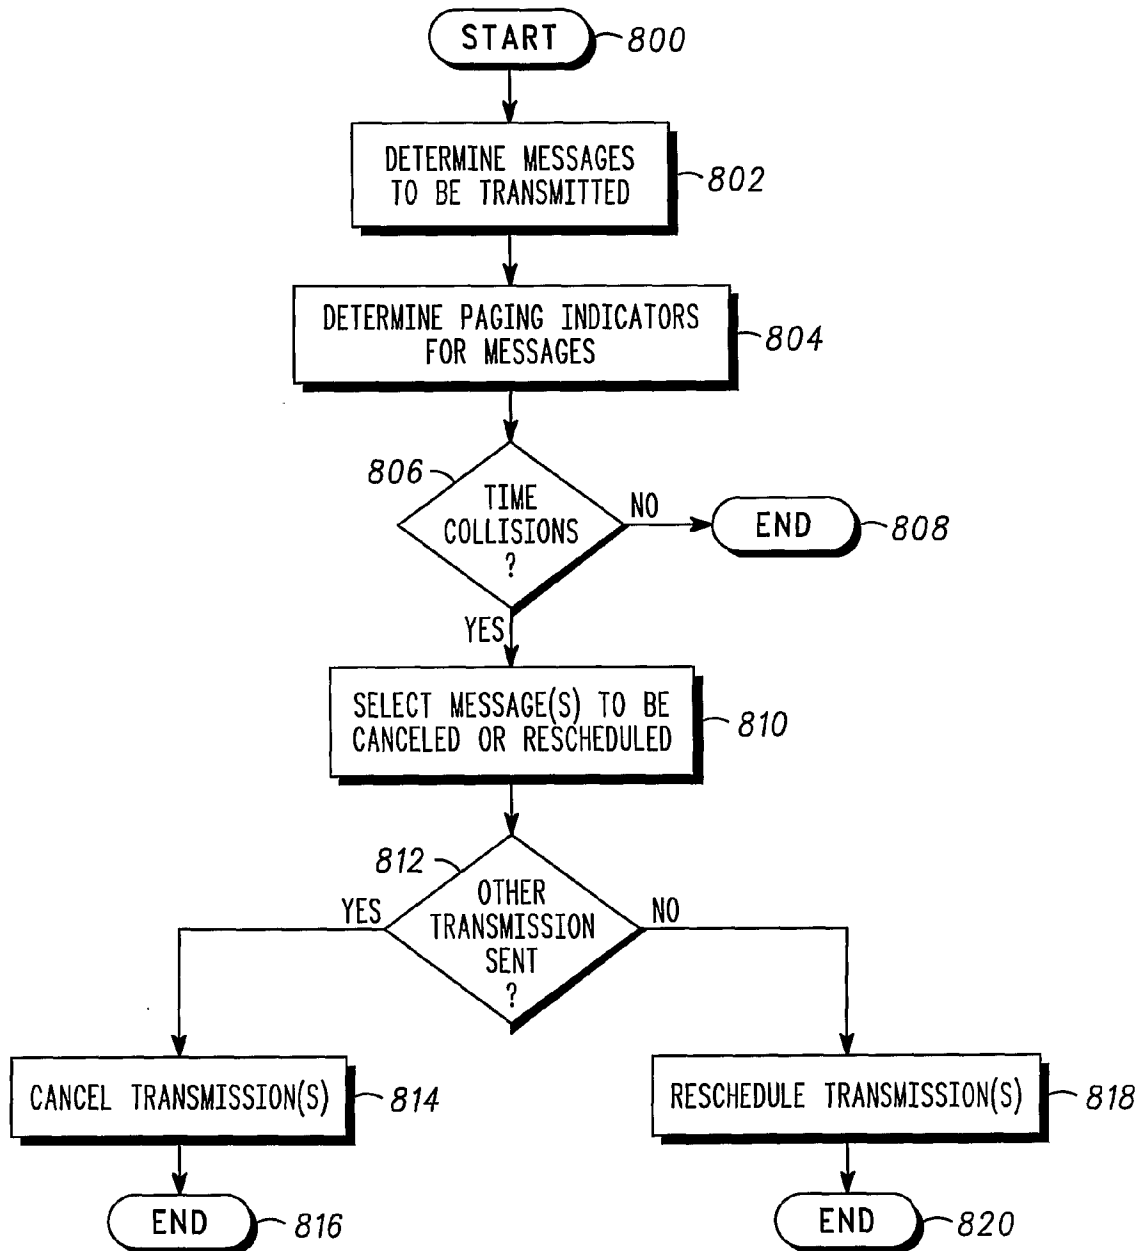 START 800
DETERMINE MESSAGES
TO BE TRANSMITTED
802
DETERMINE PAGING INDICATORS
FOR MESSAGES
804
806
TIME
COLLISIONS
?
NO
END 808
YES
SELECT MESSAGE(S) TO BE
CANCELED OR RESCHEDULED
810
812
OTHER
TRANSMISSION
SENT
?
YES
NO
CANCEL TRANSMISSION(S) 814
RESCHEDULE TRANSMISSION(S) 818
END 816
END 820